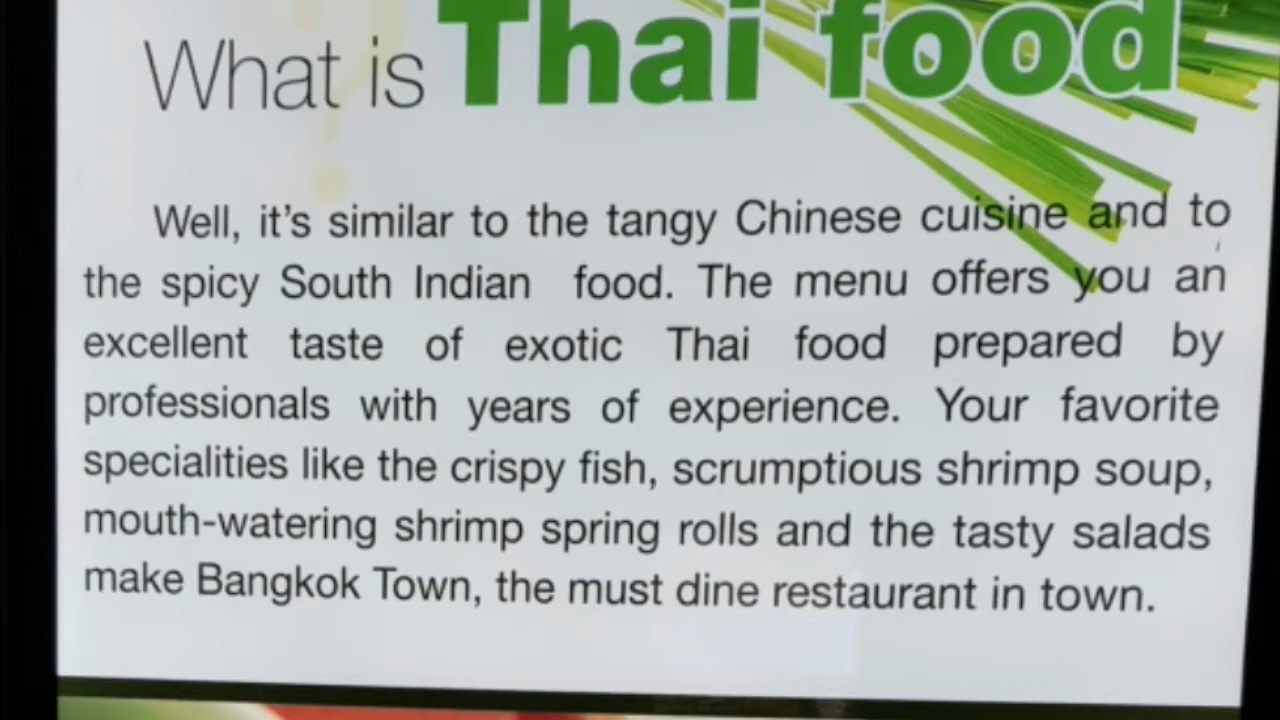 What is Thai food
Well, it's similar to the tangy Chinese cuisine and to
the spicy South Indian food. The menu offers you an
excellent taste of exotic Thai food prepared by
professionals with years of experience. Your favorite
specialities like the crispy fish, scrumptious shrimp soup,
mouth-watering shrimp spring rolls and the tasty salads
make Bangkok Town, the must dine restaurant in town.